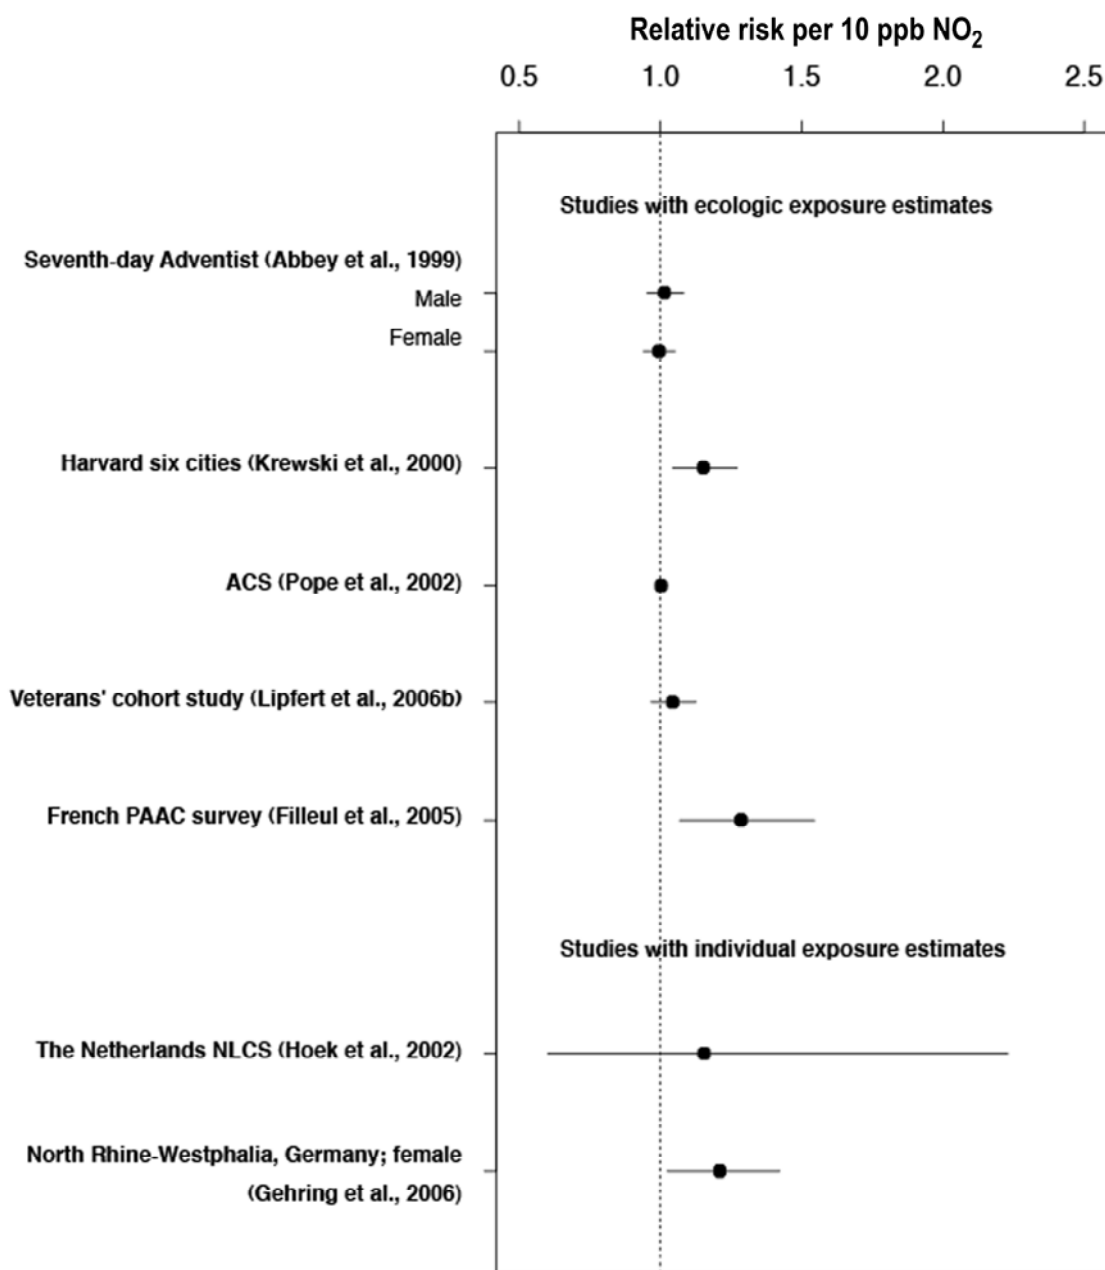 Relative risk per 10 ppb NO₂
0.5 1.0 1.5 2.0 2.5
Studies with ecologic exposure estimates
Seventh-day Adventist (Abbey et al., 1999)
Male
Female
Harvard six cities (Krewski et al., 2000)
ACS (Pope et al., 2002)
Veterans' cohort study (Lipfert et al., 2006b)
French PAAC survey (Filleul et al., 2005)
Studies with individual exposure estimates
The Netherlands NLCS (Hoek et al., 2002)
North Rhine-Westphalia, Germany; female
(Gehring et al., 2006)